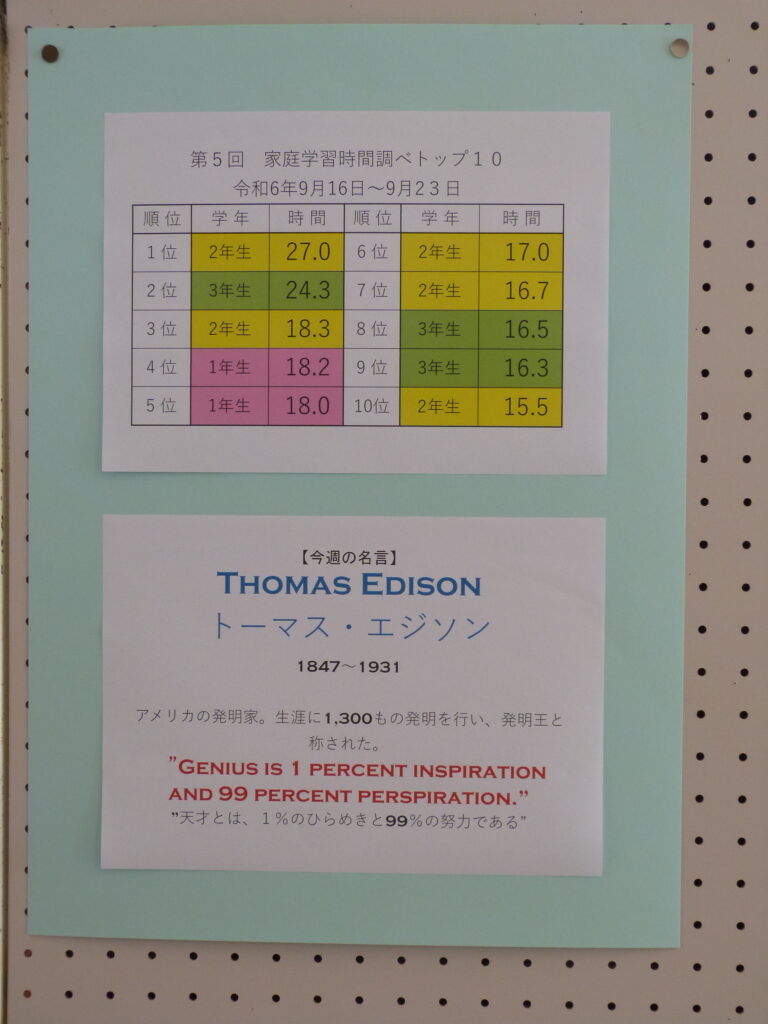 第５回　家庭学習時間調べトップ１０
令和6年9月16日～9月２３日
順位 学年 時間 順位 学年 時間
1位 2年生 27.0 6位 2年生 17.0
2位 3年生 24.3 7位 2年生 16.7
3位 2年生 18.3 8位 3年生 16.5
4位 1年生 18.2 9位 3年生 16.3
5位 1年生 18.0 10位 2年生 15.5
【今週の名言】
THOMAS EDISON
トーマス・エジソン
1847～1931
アメリカの発明家。生涯に1,300もの発明を行い、発明王と
称された。
”GENIUS IS 1 PERCENT INSPIRATION
AND 99 PERCENT PERSPIRATION.”
”天才とは、１％のひらめきと99％の努力である”